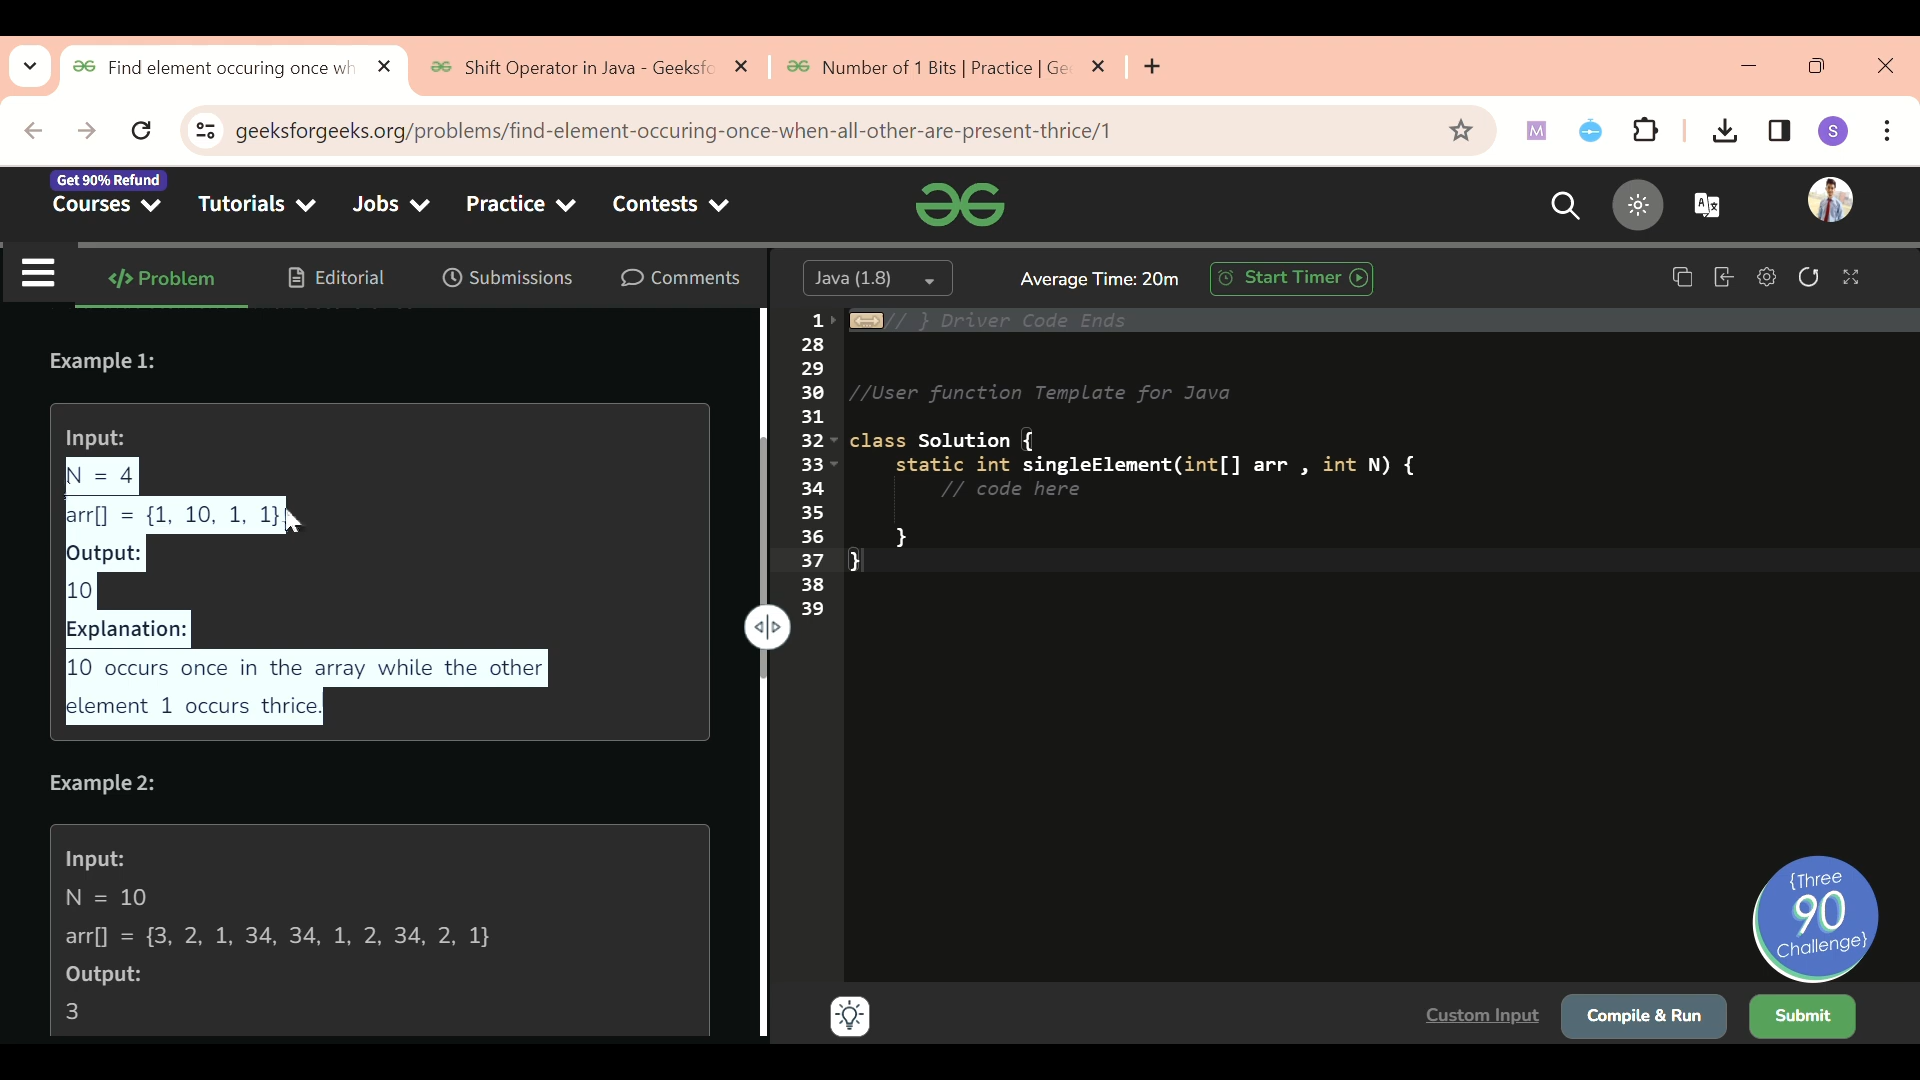 Find element occuring once wh
Shift Operator in Java - Geeksfo
Number of 1 Bits | Practice | Ge
geeksforgeeks.org/problems/find-element-occuring-once-when-all-other-are-present-thrice/1
M
S
Get 90% Refund
Courses
Tutorials
Jobs
Practice
Contests
</> Problem
Editorial
Submissions
Comments
Java (1.8)
Average Time: 20m
Start Timer
Example 1:
Input:
N = 4
arr[] = {1, 10, 1, 1}
Output:
10
Explanation:
10 occurs once in the array while the other
element 1 occurs thrice.
Example 2:
Input:
N = 10
arr[] = {3, 2, 1, 34, 34, 1, 2, 34, 2, 1}
Output:
3
1 // } Driver Code Ends
28
29
30 //User function Template for Java
31
32 class Solution {
33 static int singleElement(int[] arr , int N) {
34 // code here
35
36 }
37 }
38
39
{Three
90
Challenge}
Custom Input
Compile & Run
Submit